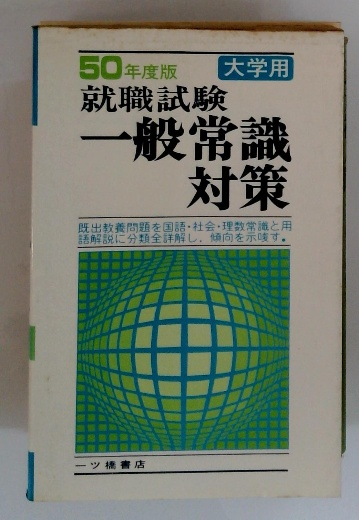 50年度版
大学用
就職試験
一般常識
対策
既出教養問題を国語・社会・理数常識と用
語解説に分類全詳解し、傾向を示唆す。
一ツ橋書店